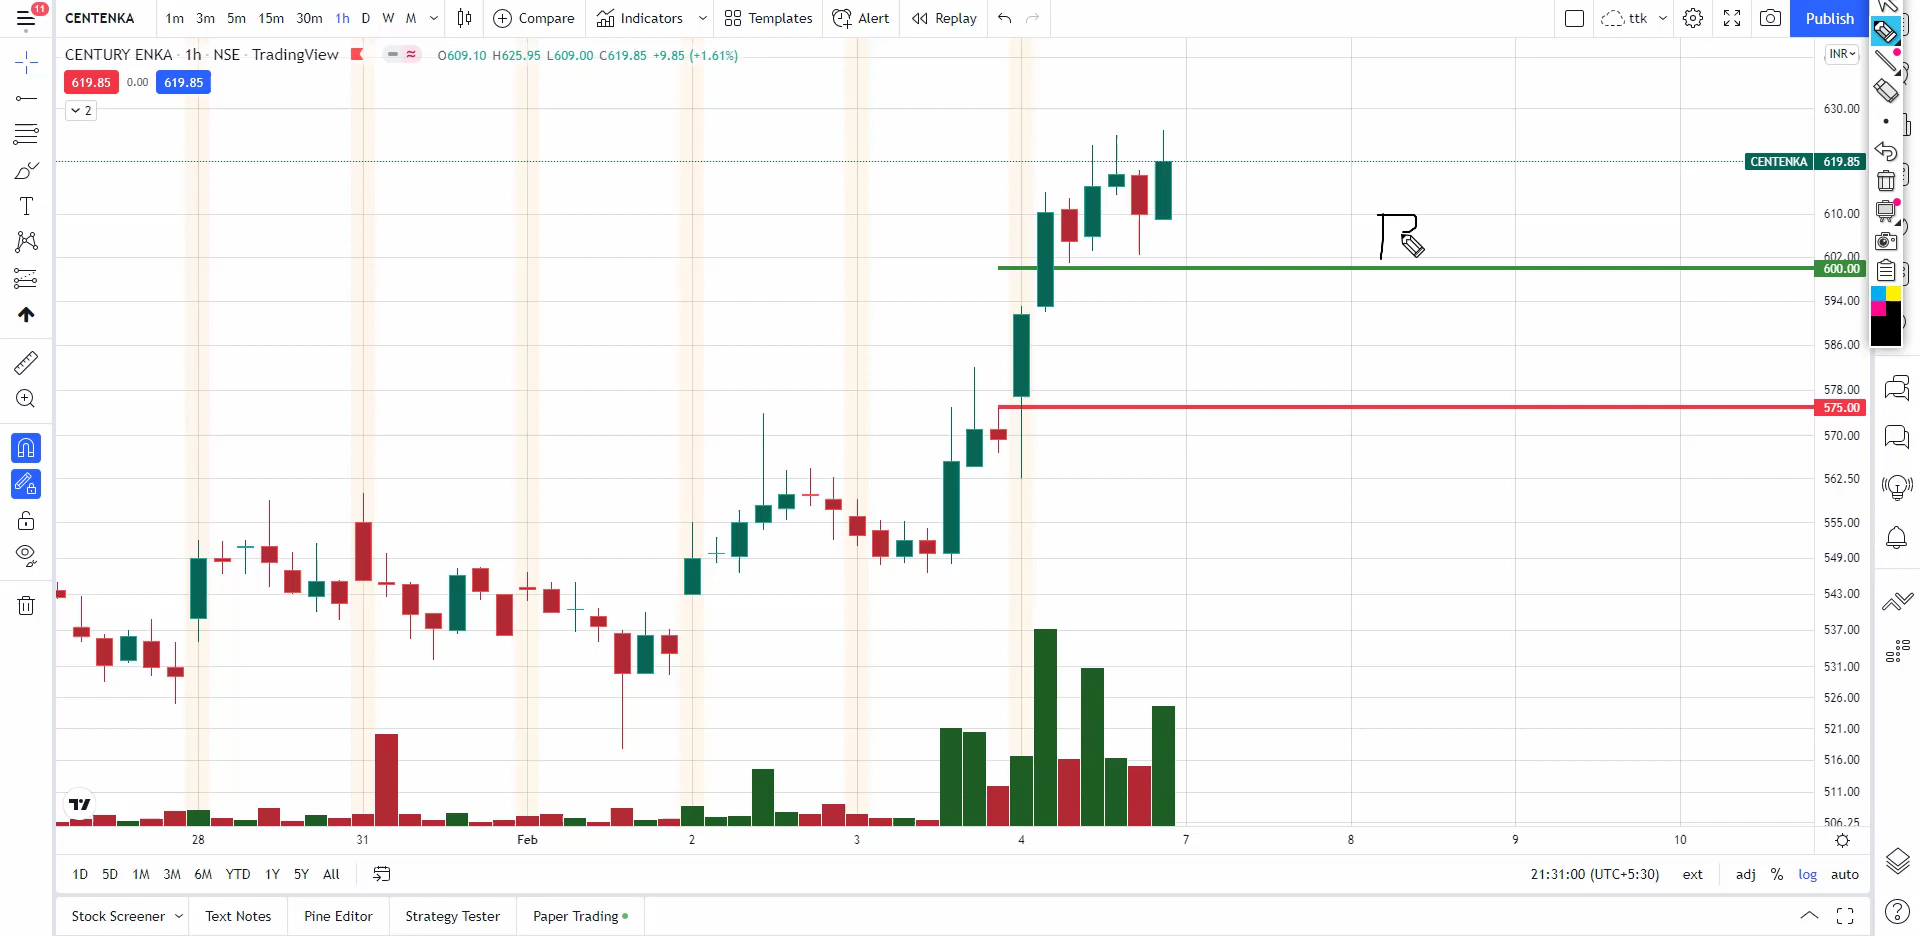 11
CENTENKA
1m 3m 5m 15m 30m 1h D W M
Compare
Indicators
Templates
Alert
Replay
ttk
Publish
CENTURY ENKA · 1h · NSE · TradingView
O609.10 H625.95 L609.00 C619.85 +9.85 (+1.61%)
INR
619.85 0.00 619.85
2
630.00
CENTENKA 619.85
610.00
602.00
600.00
594.00
586.00
578.00
575.00
570.00
562.50
555.00
549.00
543.00
537.00
531.00
526.00
521.00
516.00
511.00
506.25
28 31 Feb 2 3 4 7 8 9 10
1D 5D 1M 3M 6M YTD 1Y 5Y All
21:31:00 (UTC+5:30) ext adj % log auto
Stock Screener Text Notes Pine Editor Strategy Tester Paper Trading